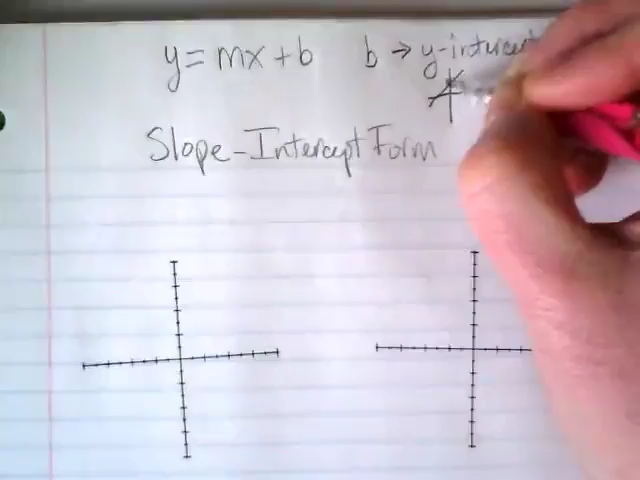 y = mx + b b → y-intercept
Slope-Intercept Form